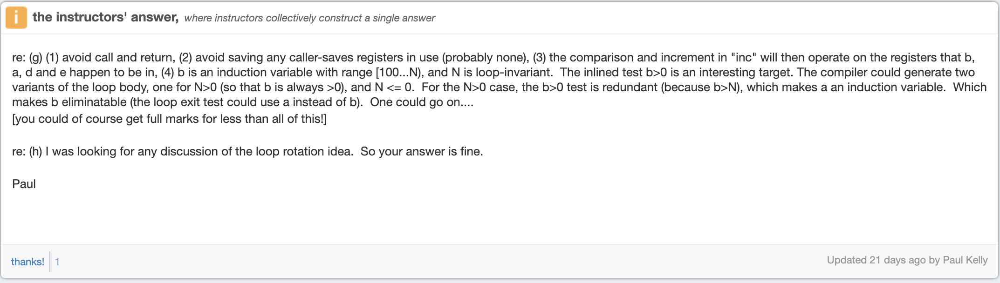 i the instructors' answer, where instructors collectively construct a single answer
re: (g) (1) avoid call and return, (2) avoid saving any caller-saves registers in use (probably none), (3) the comparison and increment in "inc" will then operate on the registers that b,
a, d and e happen to be in, (4) b is an induction variable with range [100...N), and N is loop-invariant.  The inlined test b>0 is an interesting target. The compiler could generate two
variants of the loop body, one for N>0 (so that b is always >0), and N <= 0.  For the N>0 case, the b>0 test is redundant (because b>N), which makes a an induction variable.  Which
makes b eliminatable (the loop exit test could use a instead of b).  One could go on....
[you could of course get full marks for less than all of this!]
re: (h) I was looking for any discussion of the loop rotation idea.  So your answer is fine.
Paul
thanks! 1
Updated 21 days ago by Paul Kelly